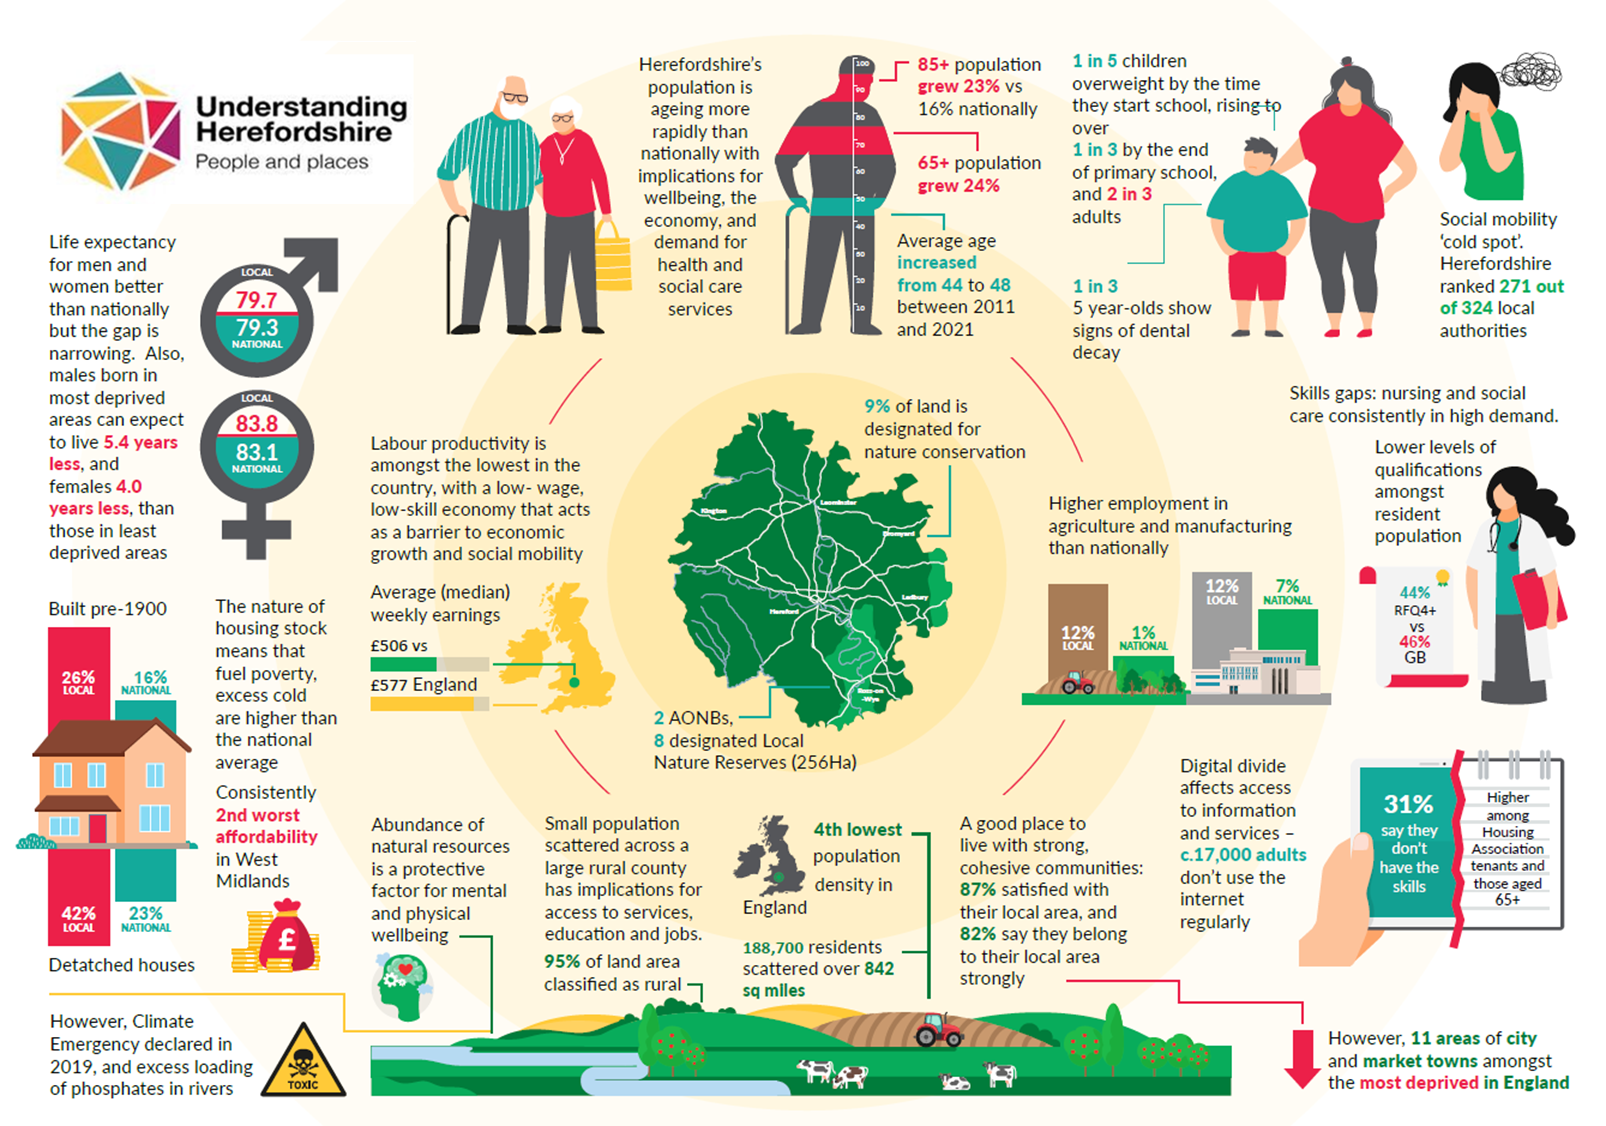 Understanding
Herefordshire
People and places
Herefordshire's
population is
ageing more
rapidly than
nationally with
implications for
wellbeing, the
economy, and
demand for
health and
social care
services
100
90
80
70
60
50
40
30
20
10
85+ population
grew 23% vs
16% nationally
65+ population
grew 24%
Average age
increased
from 44 to 48
between 2011
and 2021
1 in 5 children
overweight by the time
they start school, rising to
over
1 in 3 by the end
of primary school,
and 2 in 3
adults
1 in 3
5 year-olds show
signs of dental
decay
Social mobility
'cold spot'.
Herefordshire
ranked 271 out
of 324 local
authorities
Life expectancy
for men and
women better
than nationally
but the gap is
narrowing. Also,
males born in
most deprived
areas can expect
to live 5.4 years
less, and
females 4.0
years less, than
those in least
deprived areas
LOCAL
79.7
79.3
NATIONAL
LOCAL
83.8
83.1
NATIONAL
Labour productivity is
amongst the lowest in the
country, with a low- wage,
low-skill economy that acts
as a barrier to economic
growth and social mobility
Average (median)
weekly earnings
£506 vs
£577 England
9% of land is
designated for
nature conservation
Kington
Leominster
Bromyard
Hereford
Ledbury
Ross-on
-Wye
2 AONBs,
8 designated Local
Nature Reserves (256Ha)
Higher employment in
agriculture and manufacturing
than nationally
12%
LOCAL
1%
NATIONAL
12%
LOCAL
7%
NATIONAL
Skills gaps: nursing and social
care consistently in high demand.
Lower levels of
qualifications
amongst
resident
population
44%
RFQ4+
vs
46%
GB
Built pre-1900
26%
LOCAL
16%
NATIONAL
42%
LOCAL
23%
NATIONAL
Detatched houses
The nature of
housing stock
means that
fuel poverty,
excess cold
are higher than
the national
average
Consistently
2nd worst
affordability
in West
Midlands
£
Abundance of
natural resources
is a protective
factor for mental
and physical
wellbeing
Small population
scattered across a
large rural county
has implications for
access to services,
education and jobs.
95% of land area
classified as rural
4th lowest
population
density in
England
188,700 residents
scattered over 842
sq miles
A good place to
live with strong,
cohesive communities:
87% satisfied with
their local area, and
82% say they belong
to their local area
strongly
Digital divide
affects access
to information
and services –
c.17,000 adults
don't use the
internet
regularly
31%
say they
don't
have the
skills
Higher
among
Housing
Association
tenants and
those aged
65+
However, Climate
Emergency declared in
2019, and excess loading
of phosphates in rivers
TOXIC
However, 11 areas of city
and market towns amongst
the most deprived in England